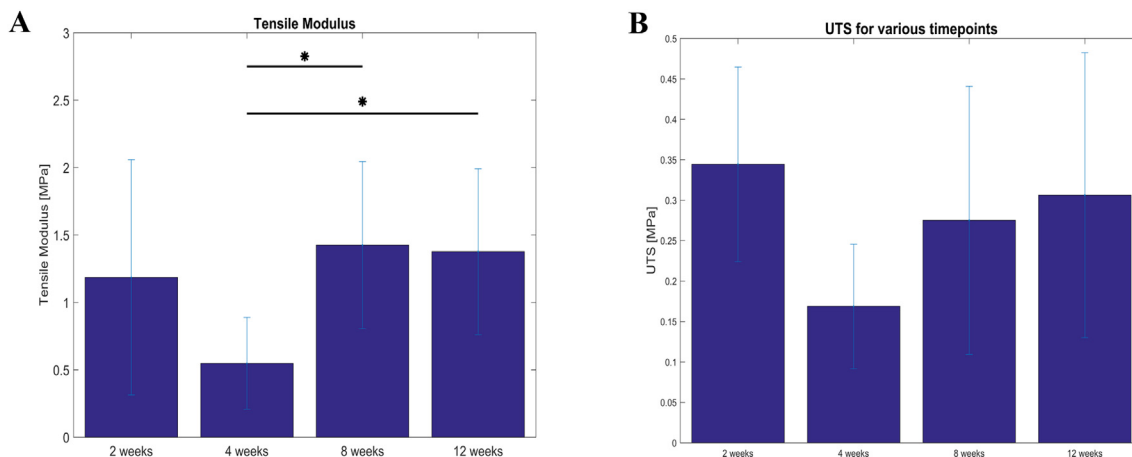 A
Tensile Modulus
3
2.5
2
1.5
1
0.5
0
Tensile Modulus [MPa]
*
*
2 weeks 4 weeks 8 weeks 12 weeks
B
UTS for various timepoints
0.5
0.45
0.4
0.35
0.3
0.25
0.2
0.15
0.1
0.05
0
UTS [MPa]
2 weeks 4 weeks 8 weeks 12 weeks